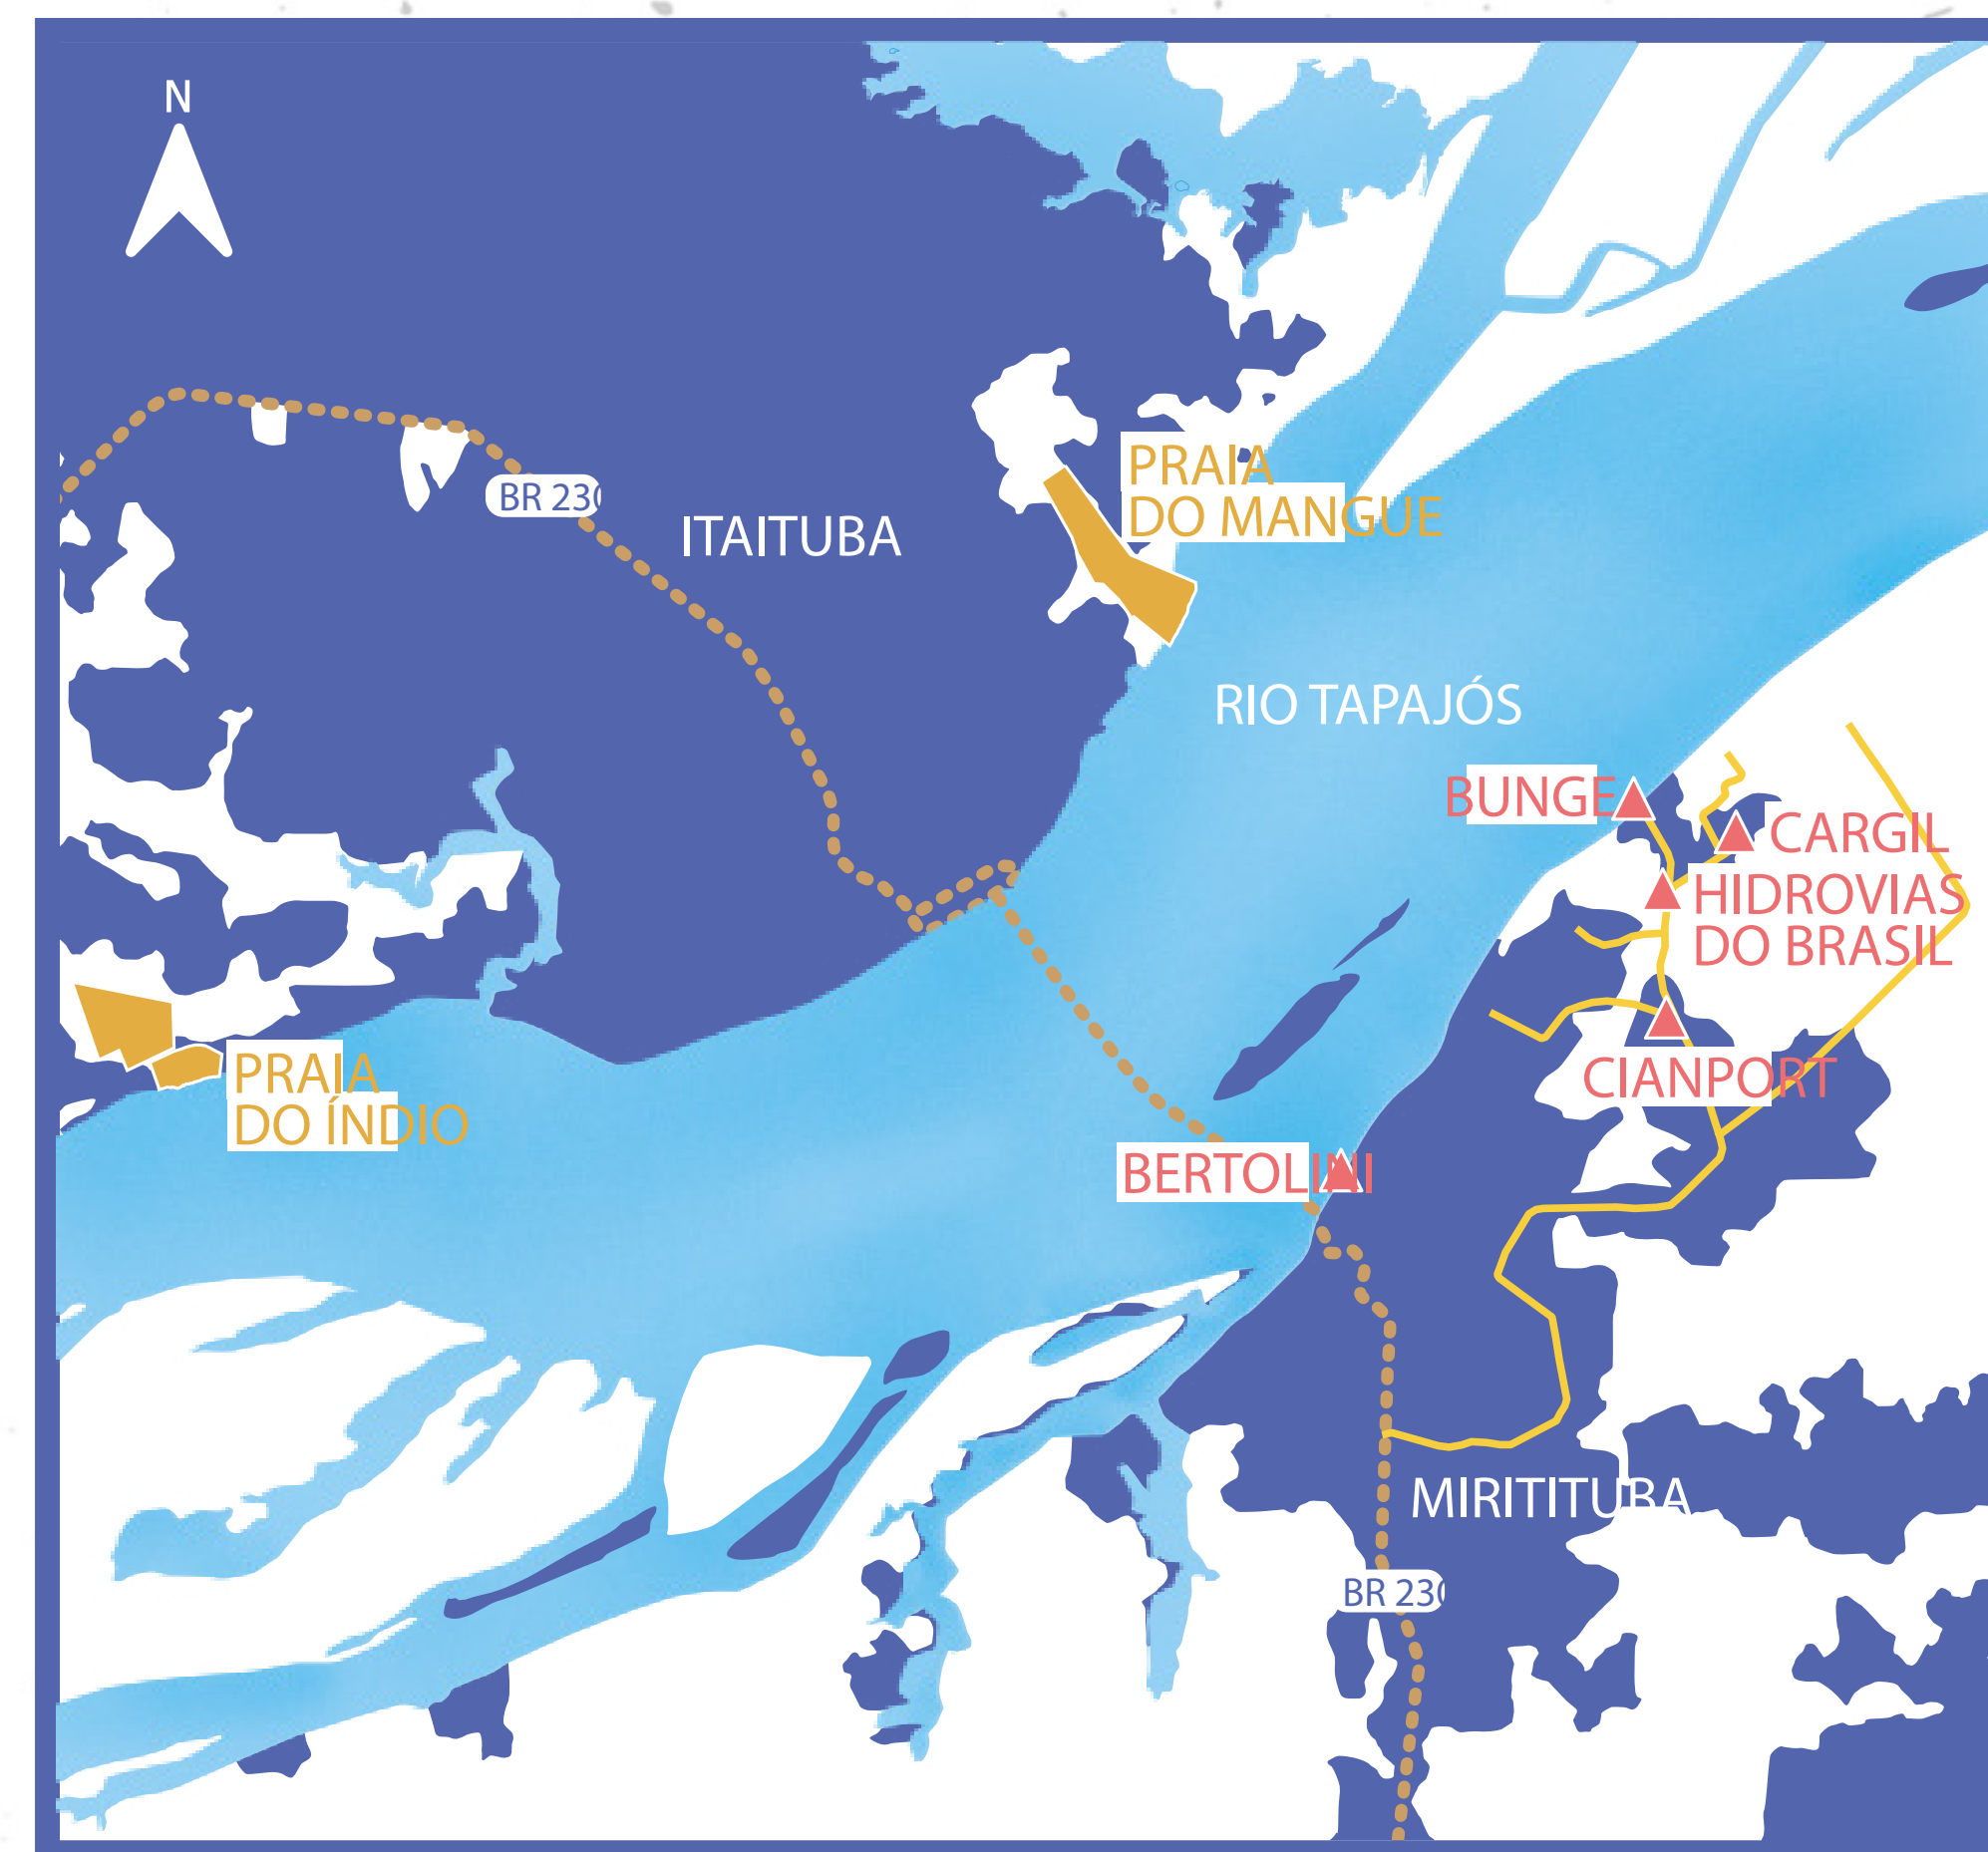 N
BR 230
ITAITUBA
PRAIA
DO MANGUE
RIO TAPAJÓS
BUNGE
CARGIL
HIDROVIAS
DO BRASIL
CIANPORT
PRAIA
DO ÍNDIO
BERTOLINI
MIRITITUBA
BR 230